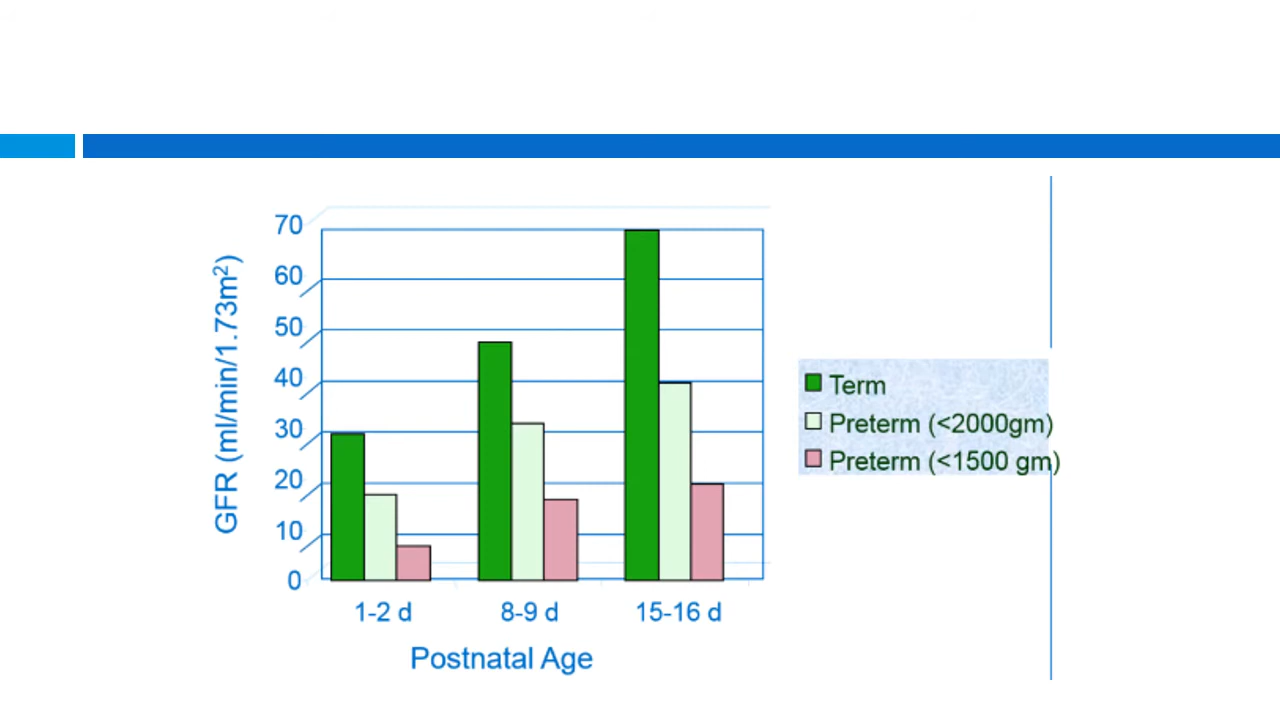 GFR (ml/min/1.73m²)
70
60
50
40
30
20
10
0
1-2 d
8-9 d
15-16 d
Postnatal Age
Term
Preterm (<2000gm)
Preterm (<1500 gm)